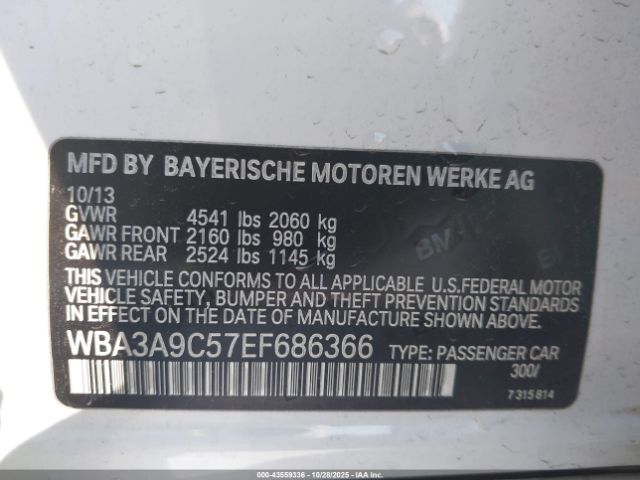 MFD BY BAYERISCHE MOTOREN WERKE AG
10/13
GVWR 4541 lbs 2060 kg
GAWR FRONT 2160 lbs 980 kg
GAWR REAR 2524 lbs 1145 kg
THIS VEHICLE CONFORMS TO ALL APPLICABLE U.S.FEDERAL MOTOR
VEHICLE SAFETY, BUMPER AND THEFT PREVENTION STANDARDS
IN EFFECT ON THE DATE OF MANUFACTURE SHOWN ABOVE.
WBA3A9C57EF686366 TYPE: PASSENGER CAR
300/
7 315 814
000-43559336 | 10/28/2025 | IAAI.com